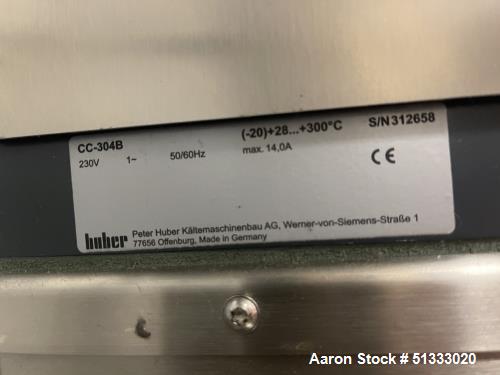 CC-304B (-20)+28...+300°C S/N312658
230V 1~ 50/60Hz max. 14,0A
CE
huber Peter Huber Kältemaschinenbau AG, Werner-von-Siemens-Straße 1
77656 Offenburg, Made in Germany
Aaron Stock # 51333020